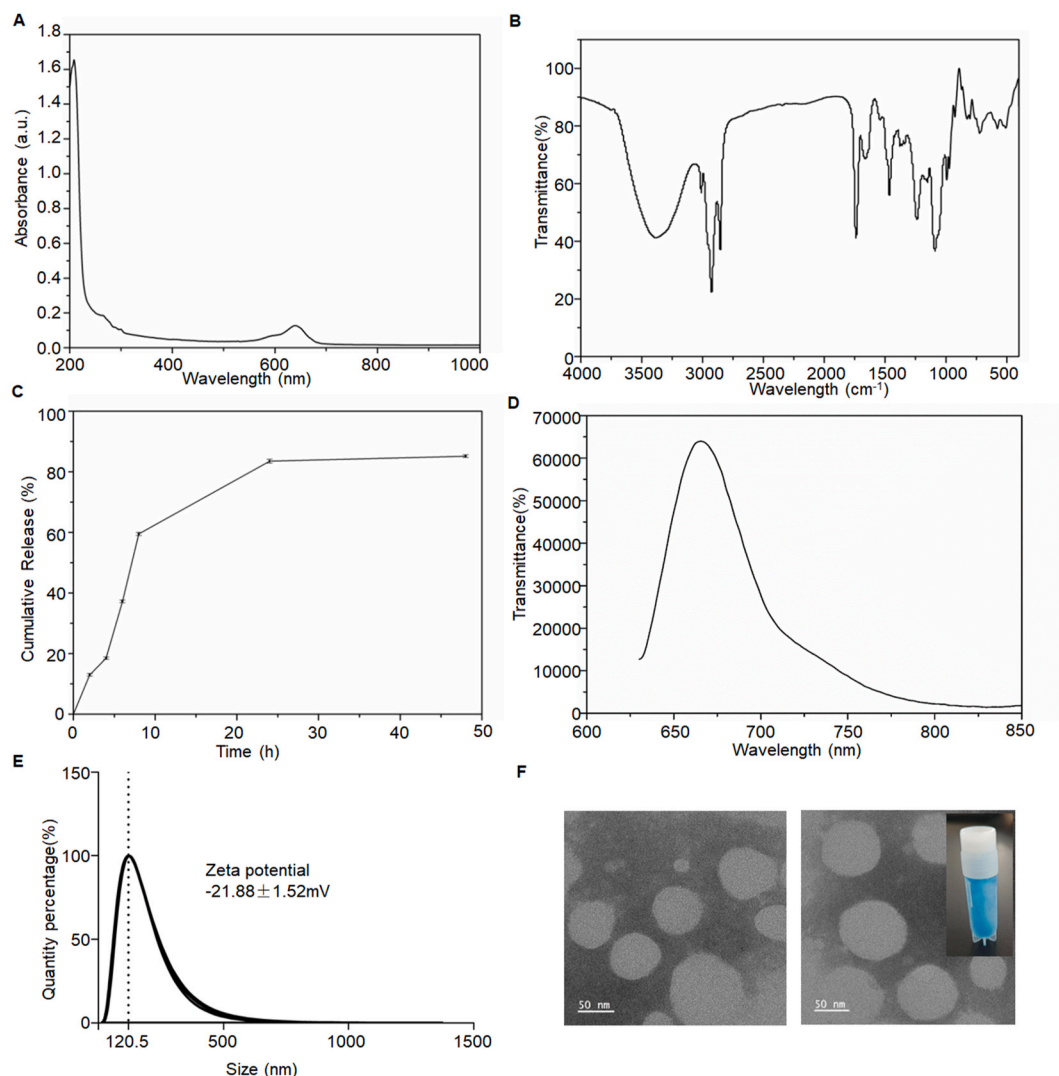 A
Absorbance (a.u.)
1.8
1.6
1.4
1.2
1.0
0.8
0.6
0.4
0.2
0.0
200 400 600 800 1000
Wavelength (nm)
B
Transmittance(%)
100
80
60
40
20
0
4000 3500 3000 2500 2000 1500 1000 500
Wavelength (cm⁻¹)
C
Cumulative Release (%)
100
80
60
40
20
0
0 10 20 30 40 50
Time (h)
D
Transmittance(%)
70000
60000
50000
40000
30000
20000
10000
0
600 650 700 750 800 850
Wavelength (nm)
E
Quantity percentage(%)
150
100
50
0
Zeta potential
-21.88±1.52mV
120.5 500 1000 1500
Size (nm)
F
50 nm
50 nm